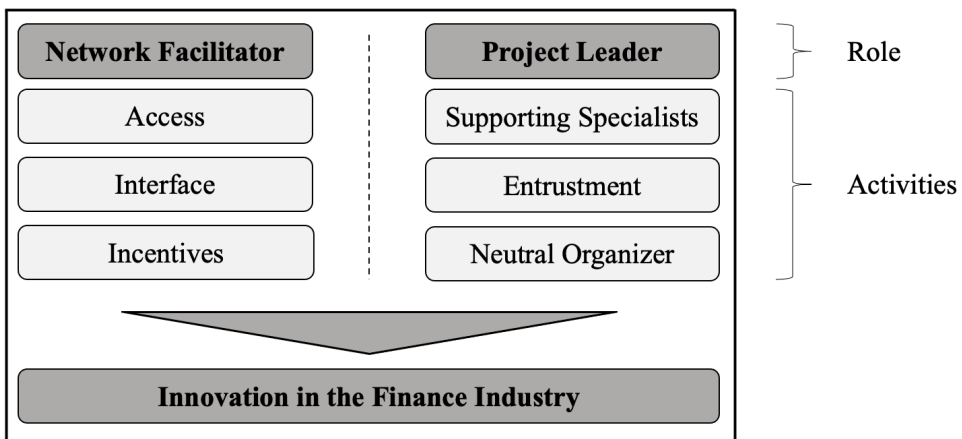 Network Facilitator
Project Leader
Role
Access
Supporting Specialists
Interface
Entrustment
Activities
Incentives
Neutral Organizer
Innovation in the Finance Industry